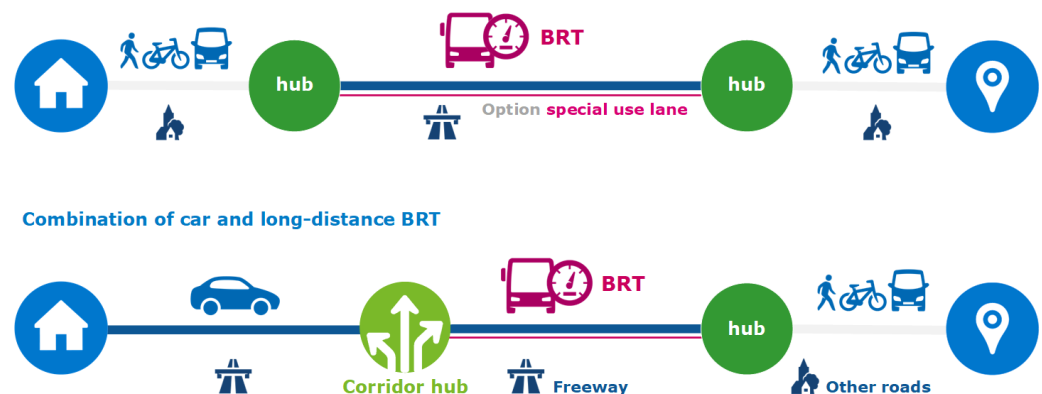 BRT
hub
hub
Option special use lane
Combination of car and long-distance BRT
BRT
hub
Corridor hub
Freeway
Other roads